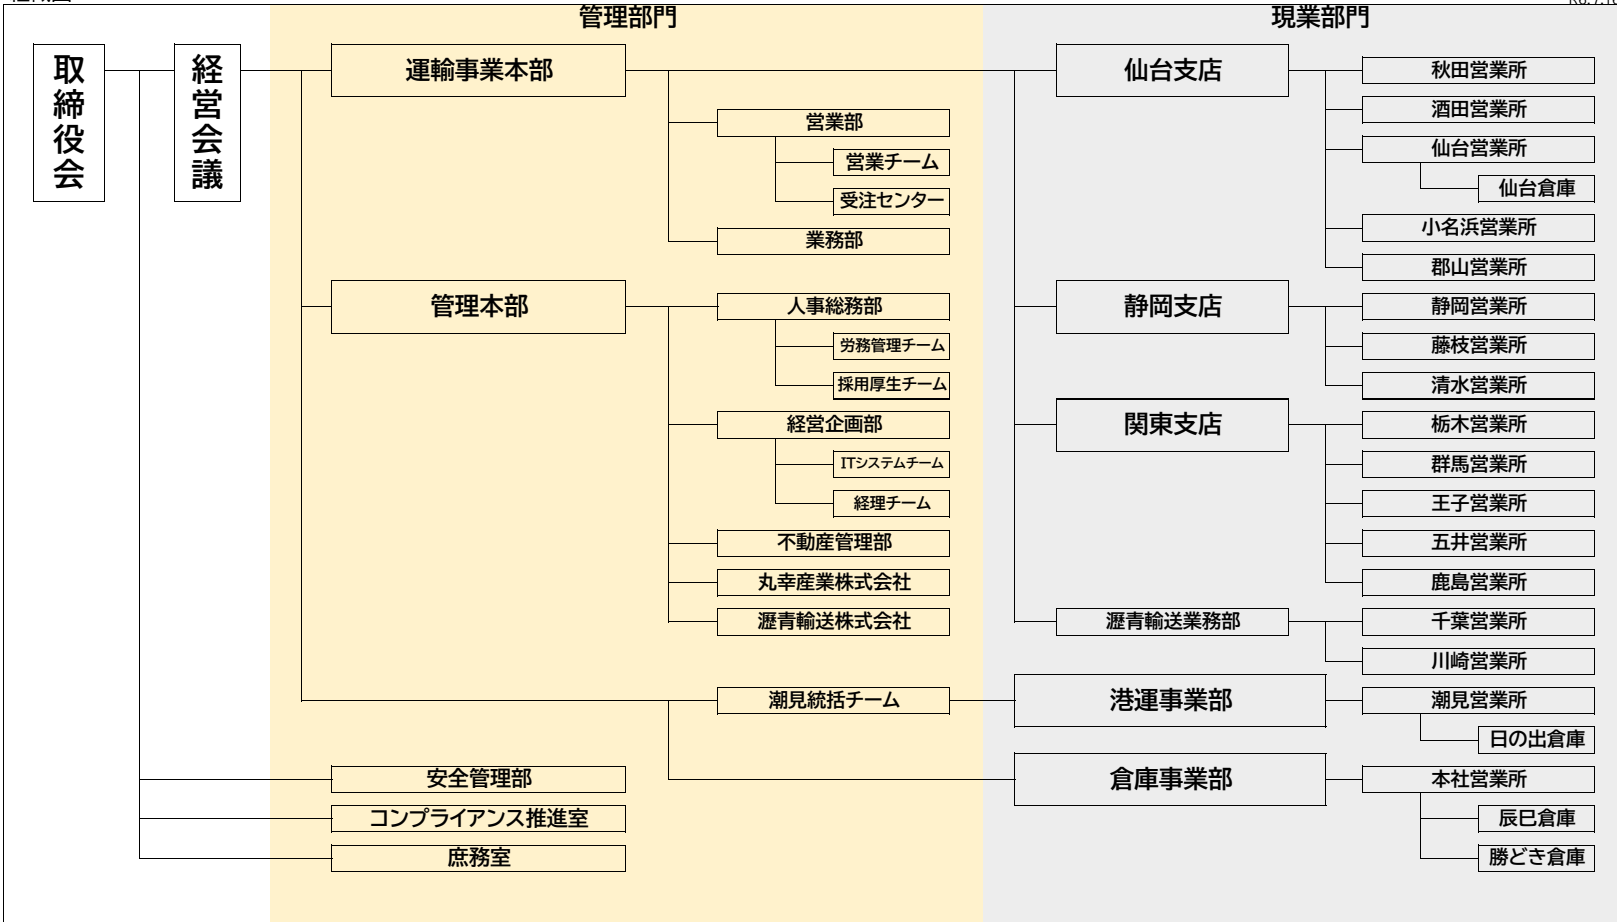 管理部門
現業部門
取締役会
経営会議
運輸事業本部
営業部
営業チーム
受注センター
業務部
管理本部
人事総務部
労務管理チーム
採用厚生チーム
経営企画部
ITシステムチーム
経理チーム
不動産管理部
丸幸産業株式会社
瀝青輸送株式会社
潮見統括チーム
安全管理部
コンプライアンス推進室
庶務室
仙台支店
秋田営業所
酒田営業所
仙台営業所
仙台倉庫
小名浜営業所
郡山営業所
静岡支店
静岡営業所
藤枝営業所
清水営業所
関東支店
栃木営業所
群馬営業所
王子営業所
五井営業所
鹿島営業所
瀝青輸送業務部
千葉営業所
川崎営業所
港運事業部
潮見営業所
日の出倉庫
倉庫事業部
本社営業所
辰巳倉庫
勝どき倉庫